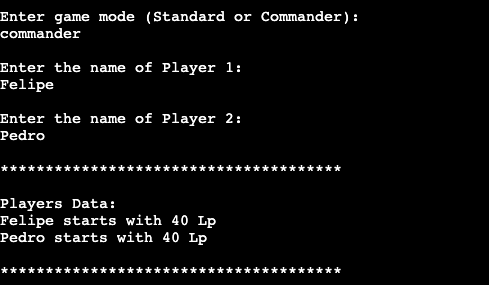 Enter game mode (Standard or Commander):
commander
Enter the name of Player 1:
Felipe
Enter the name of Player 2:
Pedro
**************************************
Players Data:
Felipe starts with 40 Lp
Pedro starts with 40 Lp
**************************************